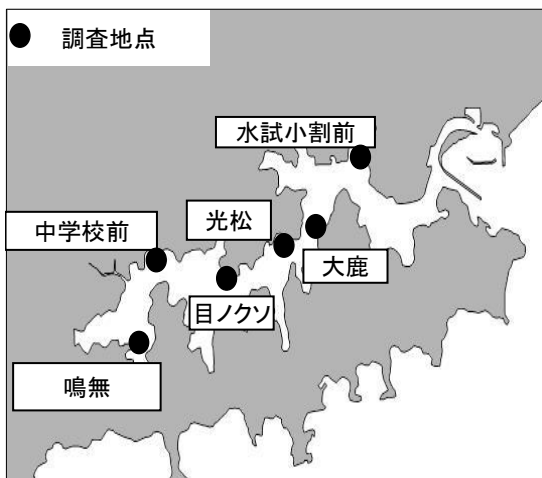 調査地点
水試小割前
光松
中学校前
大鹿
目ノクソ
鳴無